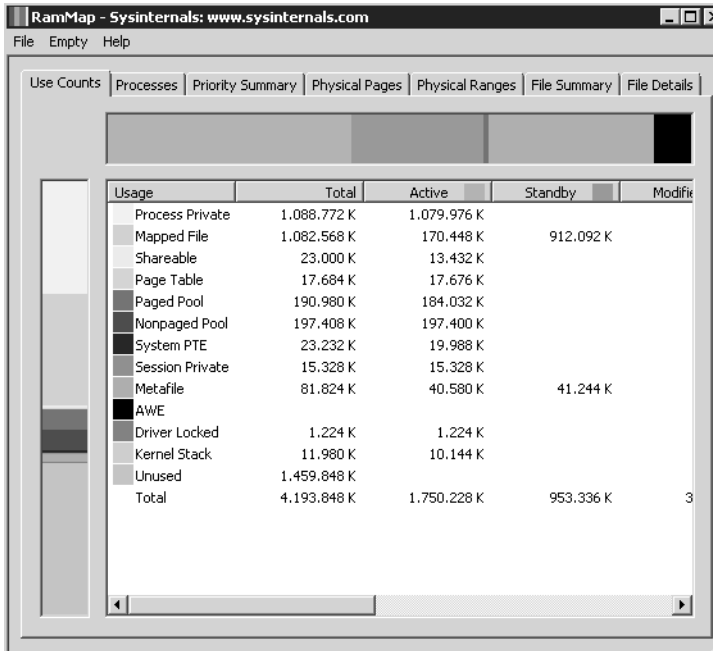 RamMap - Sysinternals: www.sysinternals.com
File Empty Help
Use Counts Processes Priority Summary Physical Pages Physical Ranges File Summary File Details
Usage Total Active Standby Modifie
Process Private 1.088.772 K 1.079.976 K
Mapped File 1.082.568 K 170.448 K 912.092 K
Shareable 23.000 K 13.432 K
Page Table 17.684 K 17.676 K
Paged Pool 190.980 K 184.032 K
Nonpaged Pool 197.408 K 197.400 K
System PTE 23.232 K 19.988 K
Session Private 15.328 K 15.328 K
Metafile 81.824 K 40.580 K 41.244 K
AWE
Driver Locked 1.224 K 1.224 K
Kernel Stack 11.980 K 10.144 K
Unused 1.459.848 K
Total 4.193.848 K 1.750.228 K 953.336 K 3